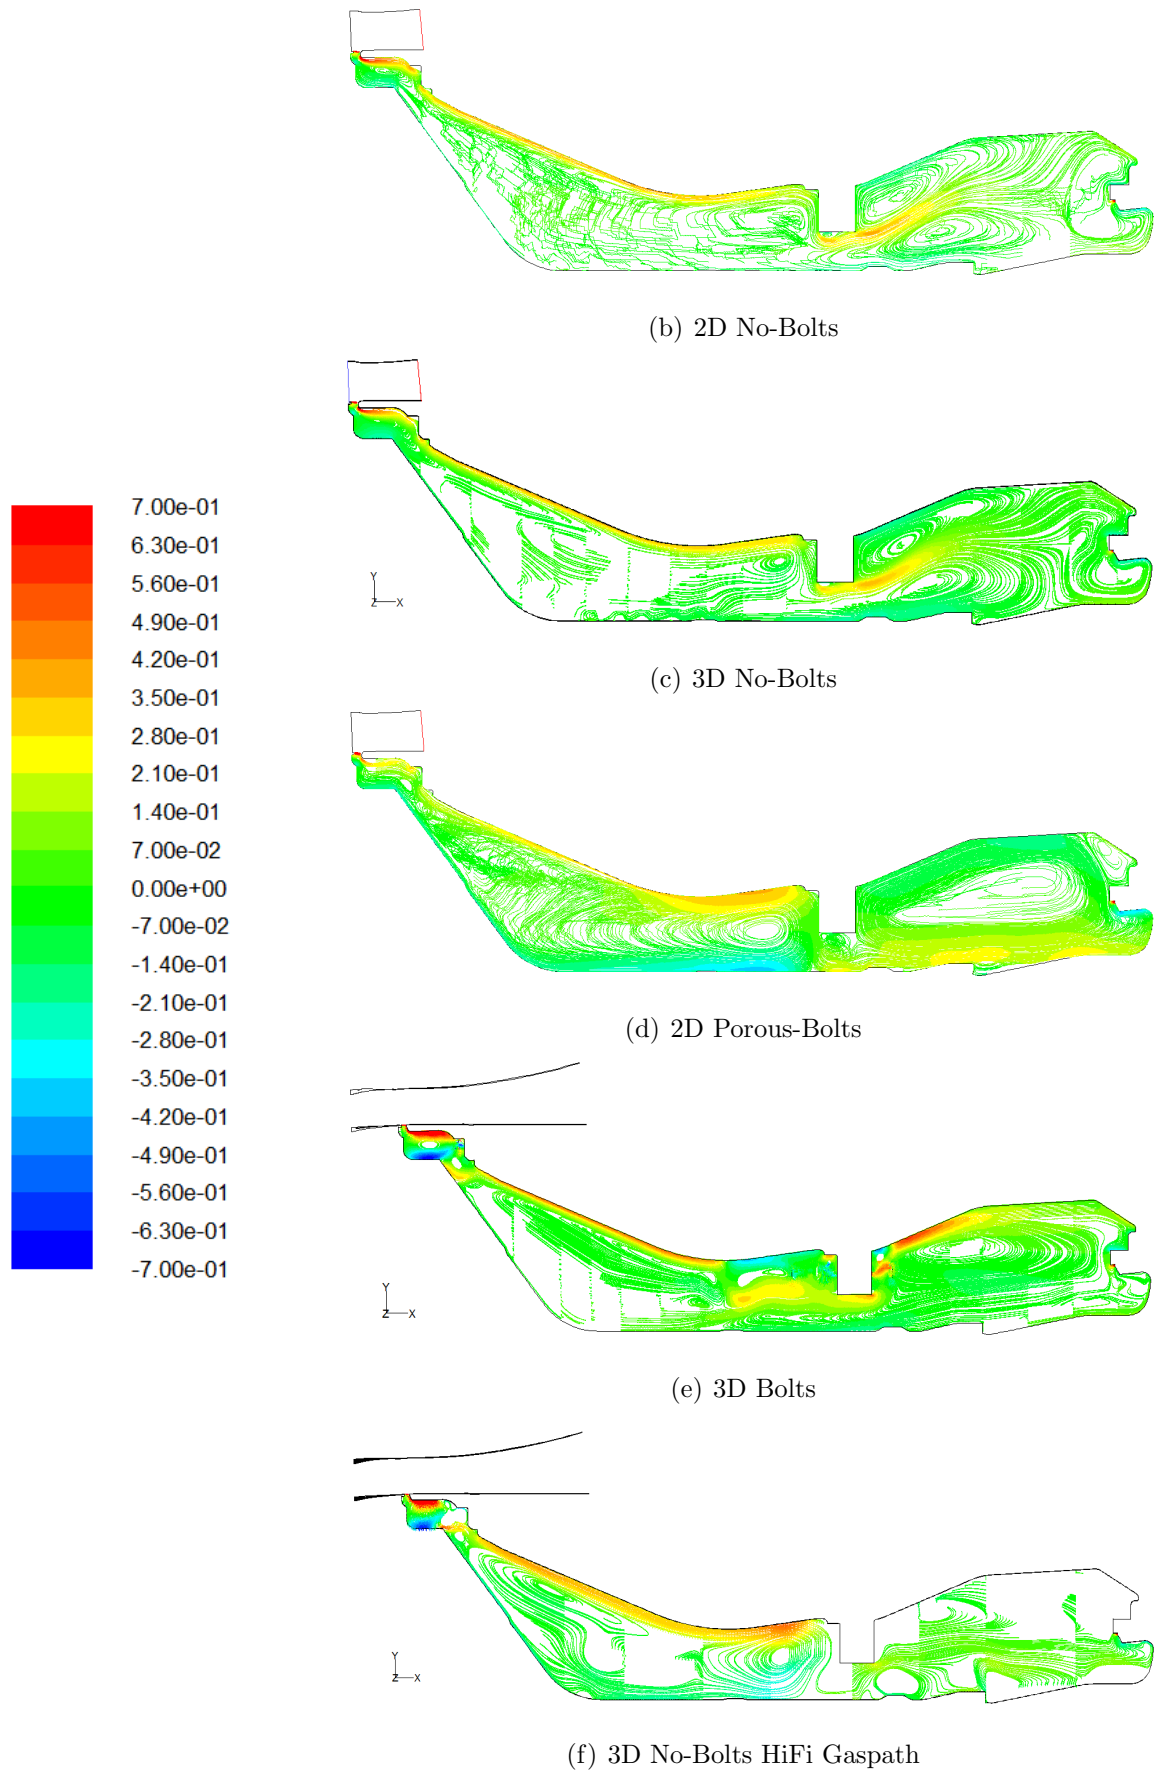 (b) 2D No-Bolts
(c) 3D No-Bolts
7.00e-01
6.30e-01
5.60e-01
4.90e-01
4.20e-01
3.50e-01
2.80e-01
2.10e-01
1.40e-01
7.00e-02
0.00e+00
-7.00e-02
-1.40e-01
-2.10e-01
-2.80e-01
-3.50e-01
-4.20e-01
-4.90e-01
-5.60e-01
-6.30e-01
-7.00e-01
Y
Z X
(d) 2D Porous-Bolts
Y
Z X
(e) 3D Bolts
Y
Z X
(f) 3D No-Bolts HiFi Gaspath